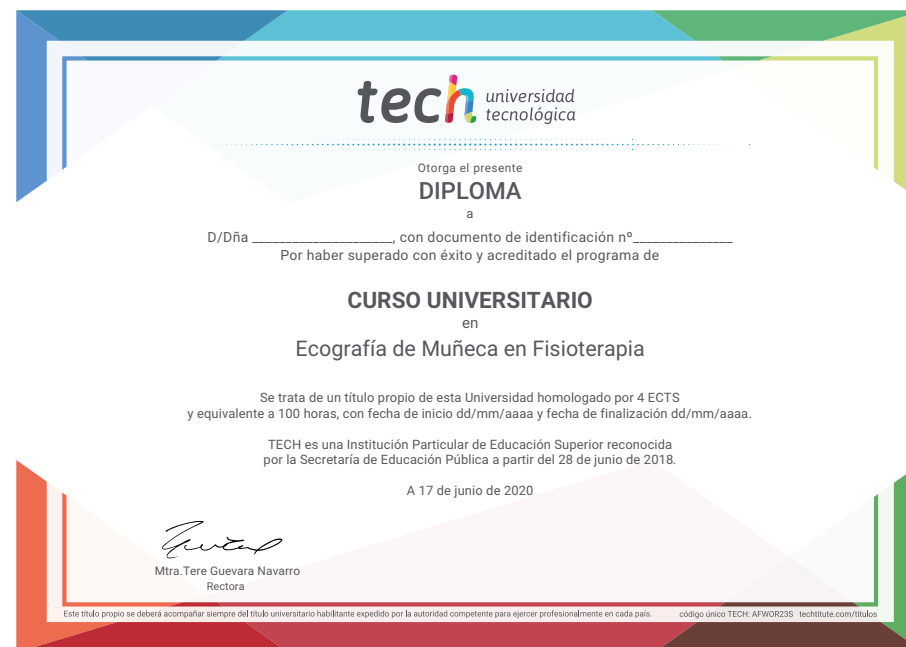 tech universidad
tecnológica
Otorga el presente
DIPLOMA
a
D/Dña _____________________, con documento de identificación nº_______________
Por haber superado con éxito y acreditado el programa de
CURSO UNIVERSITARIO
en
Ecografía de Muñeca en Fisioterapia
Se trata de un título propio de esta Universidad homologado por 4 ECTS
y equivalente a 100 horas, con fecha de inicio dd/mm/aaaa y fecha de finalización dd/mm/aaaa.
TECH es una Institución Particular de Educación Superior reconocida
por la Secretaría de Educación Pública a partir del 28 de junio de 2018.
A 17 de junio de 2020
Mtra.Tere Guevara Navarro
Rectora
Este título propio se deberá acompañar siempre del título universitario habilitante expedido por la autoridad competente para ejercer profesionalmente en cada país. código único TECH: AFWOR23S techtitute.com/titulos